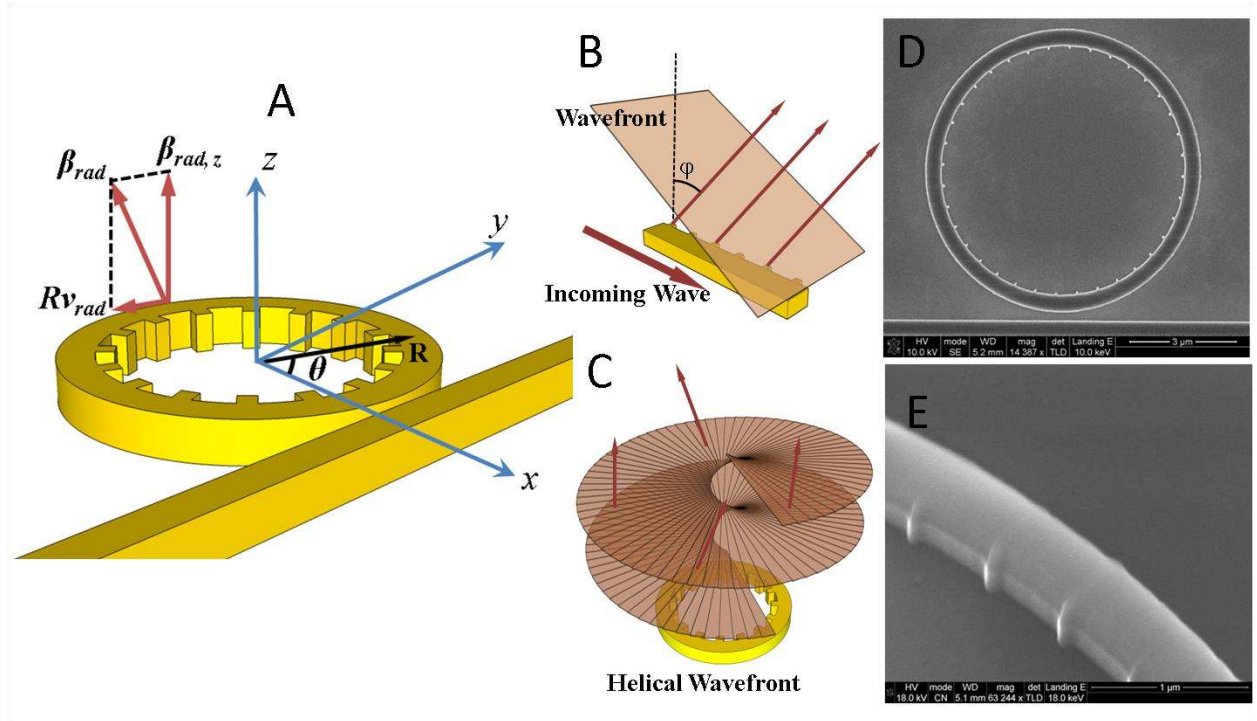 A
β_rad
β_rad, z
z
y
Rv_rad
R
θ
x
B
Wavefront
φ
Incoming Wave
C
Helical Wavefront
D
HV mode WD mag det Landing E
10.0 kV SE 5.2 mm 14 387 x TLD 10.0 keV
3 µm
E
HV mode WD mag det Landing E
18.0 kV CN 5.1 mm 63 244 x TLD 18.0 keV
1 µm